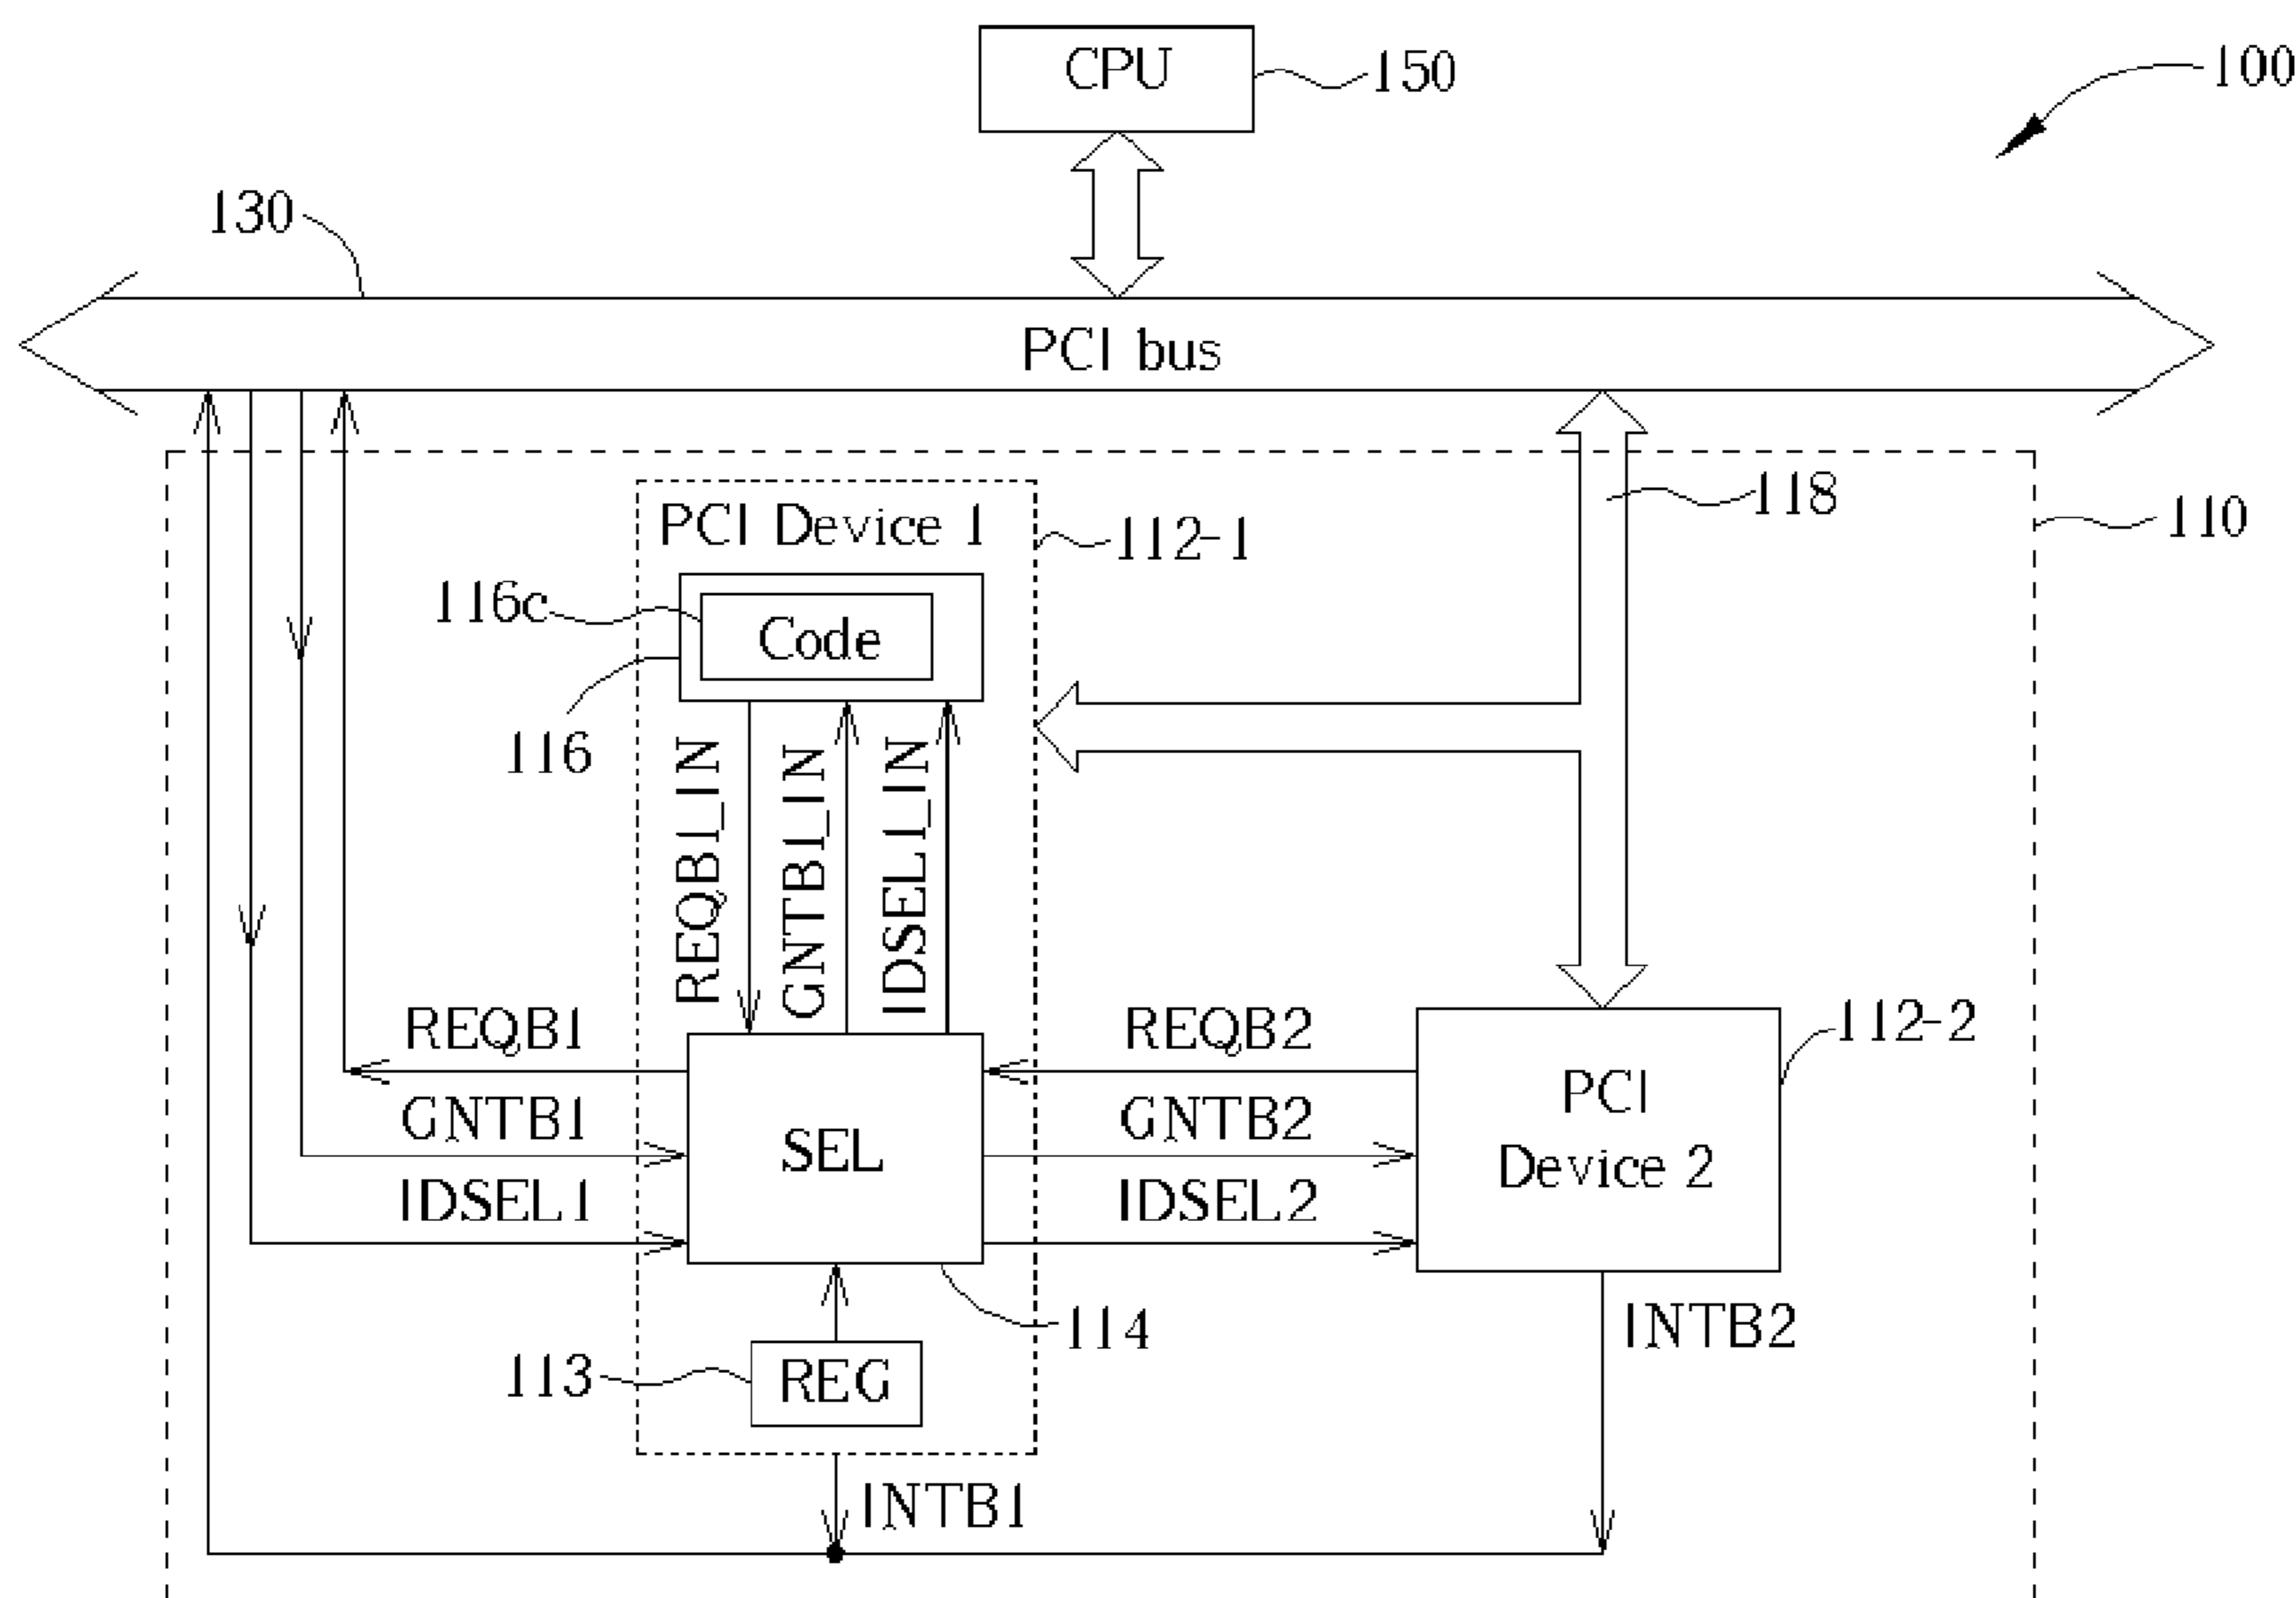 CPU
150
100
130
PCI bus
118
110
PCI Device 1
112-1
116c
Code
116
REQB1_IN
GNTB1_IN
IDSEL1_IN
REQB1
GNTB1
IDSEL1
SEL
REQB2
GNTB2
IDSEL2
PCI
Device 2
112-2
114
113
REG
INTB2
INTB1